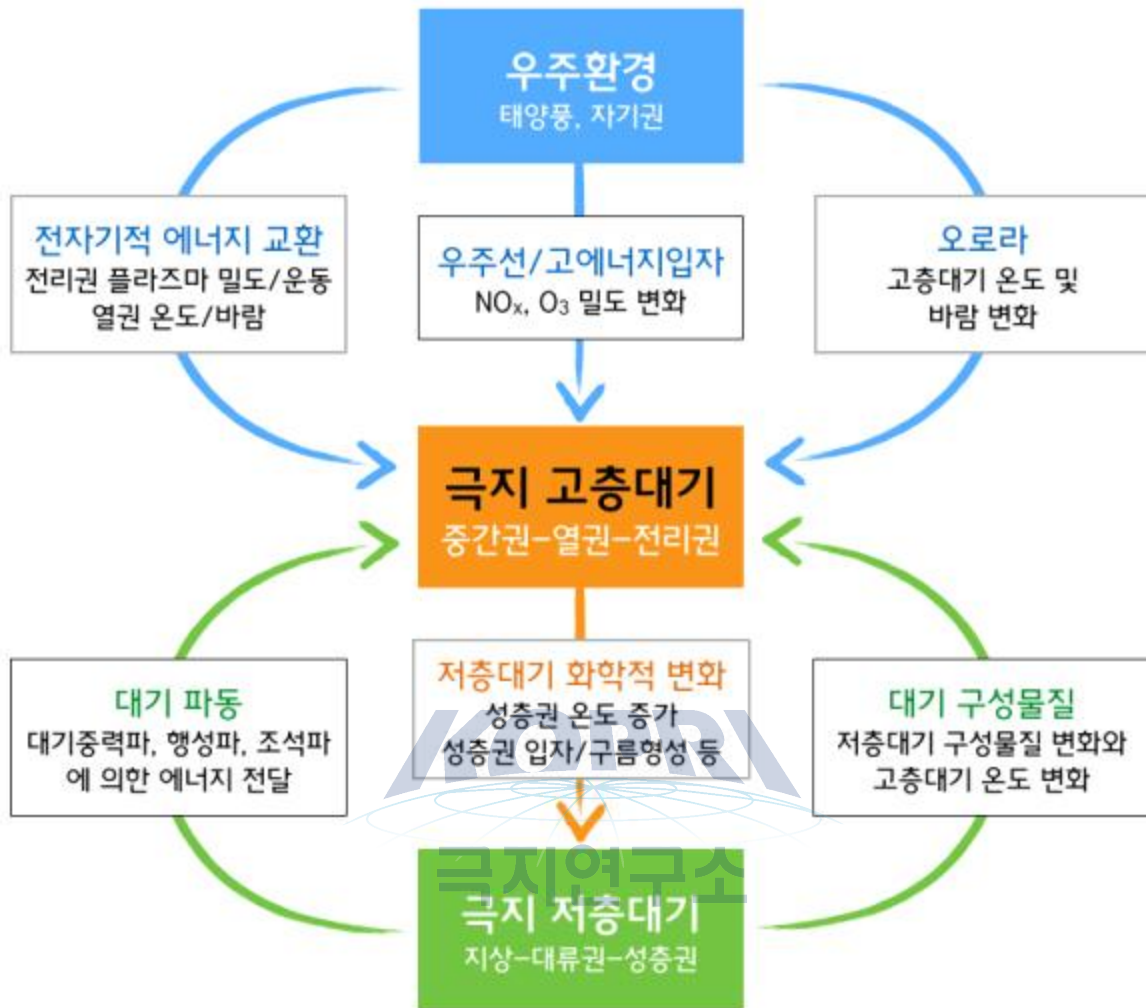 우주환경
태양풍, 자기권
전자기적 에너지 교환
전리권 플라즈마 밀도/운동
열권 온도/바람
우주선/고에너지입자
NOₓ, O₃ 밀도 변화
오로라
고층대기 온도 및
바람 변화
극지 고층대기
중간권-열권-전리권
대기 파동
대기중력파, 행성파, 조석파
에 의한 에너지 전달
저층대기 화학적 변화
성층권 온도 증가
성층권 입자/구름형성 등
대기 구성물질
저층대기 구성물질 변화와
고층대기 온도 변화
KOPRI
극지연구소
극지 저층대기
지상-대류권-성층권